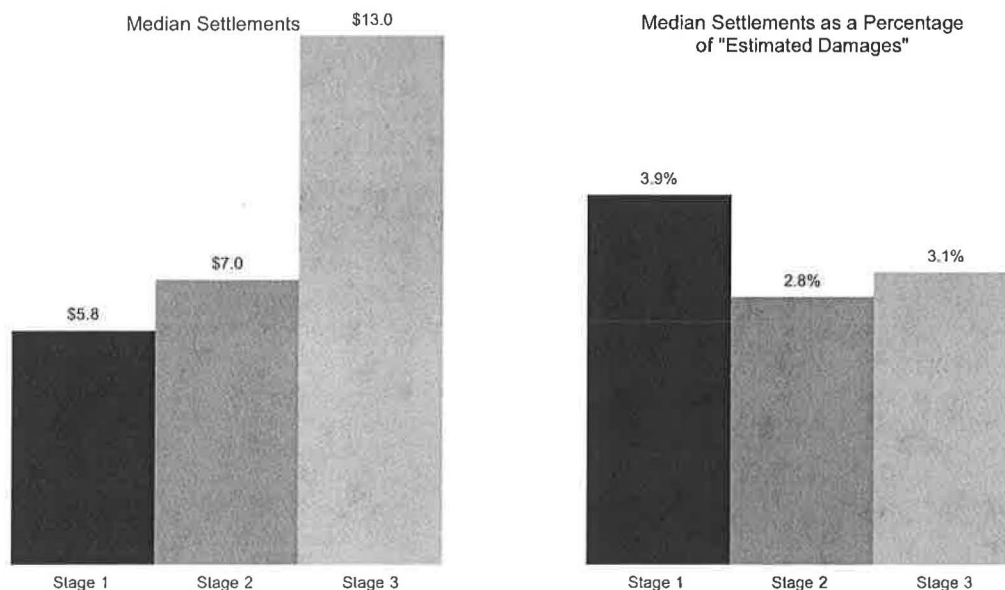 Median Settlements
$13.0
$7.0
$5.8
Stage 1
Stage 2
Stage 3
Median Settlements as a Percentage
of "Estimated Damages"
3.9%
2.8%
3.1%
Stage 1
Stage 2
Stage 3